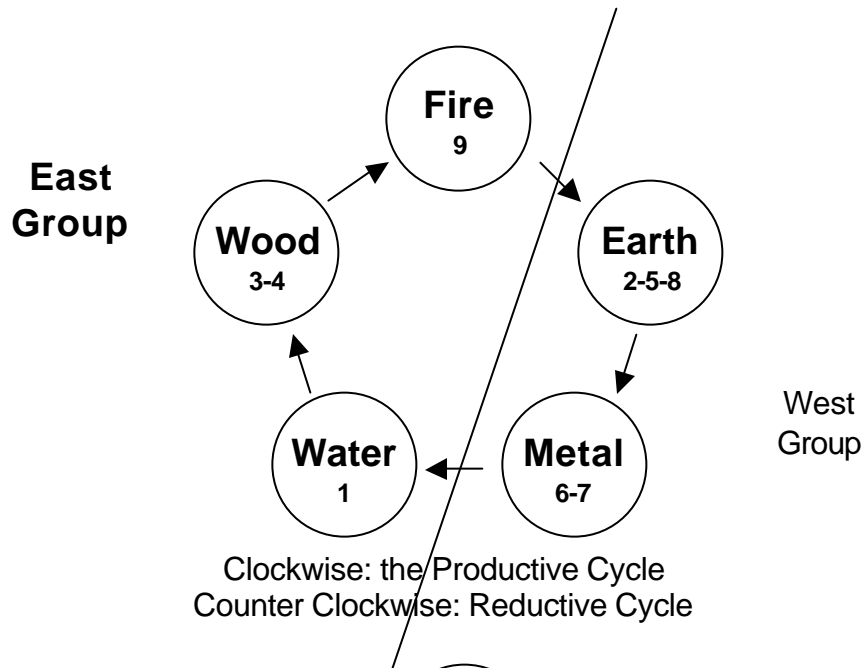 Fire
9
East
Group
Wood
3-4
Earth
2-5-8
West
Group
Water
1
Metal
6-7
Clockwise: the Productive Cycle
Counter Clockwise: Reductive Cycle